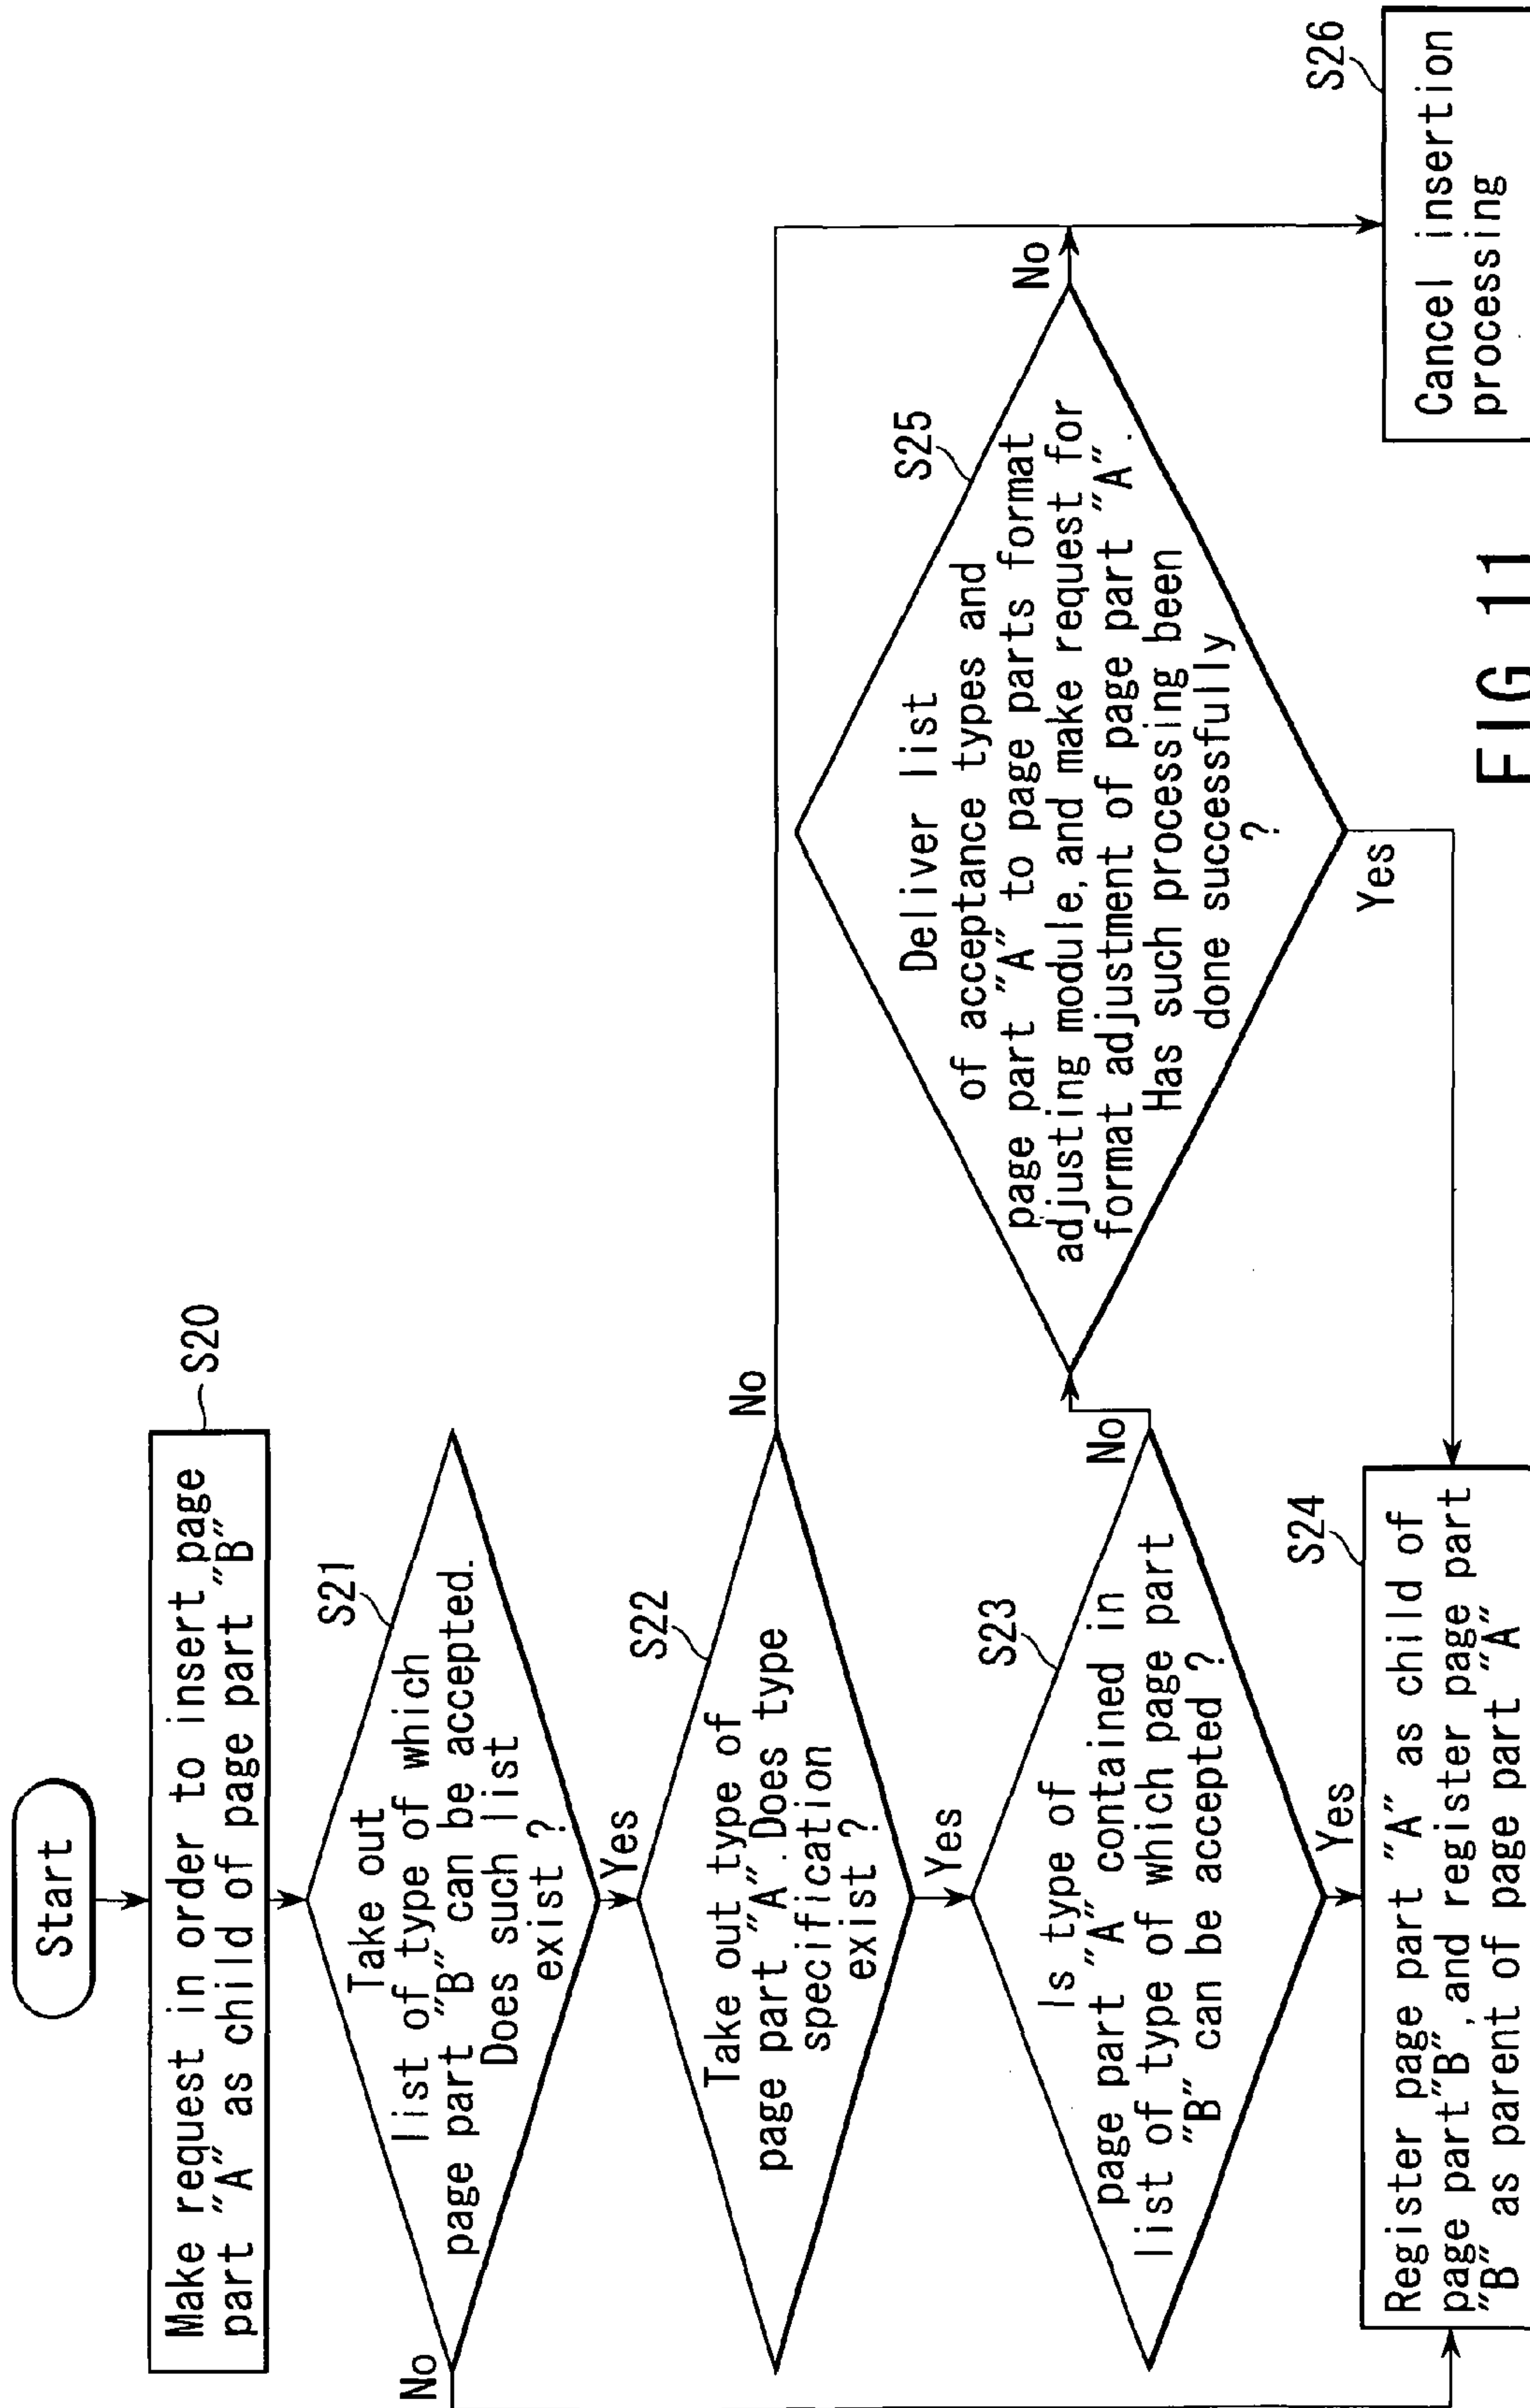 Start
Make request in order to insert page
part "A" as child of page part "B"
S20
Take out
list of type of which
page part "B" can be accepted.
Does such list
exist ?
S21
No
Yes
Take out type of
page part "A". Does type
specification
exist ?
S22
No
Yes
Is type of
page part "A" contained in
list of type of which page part
"B" can be accepted ?
S23
No
Yes
Register page part "A" as child of
page part "B", and register page part
"B" as parent of page part "A"
S24
Deliver list
of acceptance types and
page part "A" to page parts format
adjusting module, and make request for
format adjustment of page part "A".
Has such processing been
done successfully
?
S25
No
Yes
Cancel insertion
processing
S26
FIG. 11